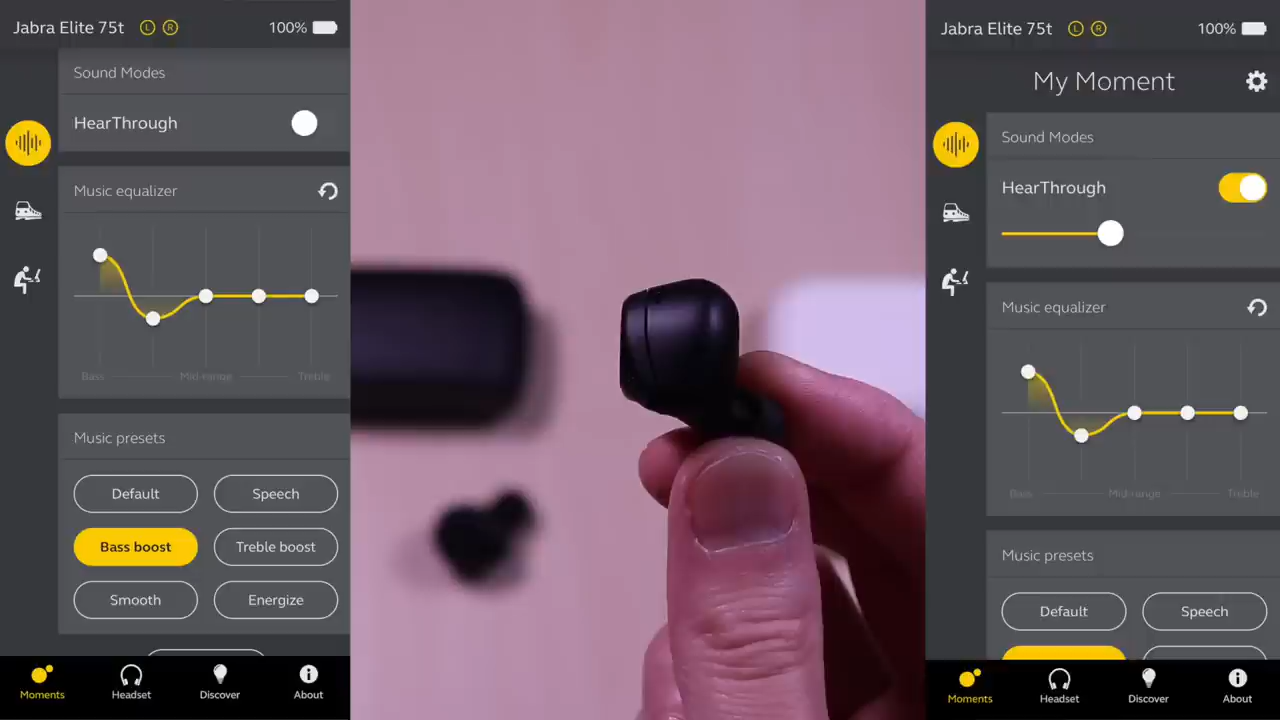 Jabra Elite 75t L R 100%
Sound Modes
HearThrough
Music equalizer
Bass Mid-range Treble
Music presets
Default Speech
Bass boost Treble boost
Smooth Energize
Moments Headset Discover About
Jabra Elite 75t L R 100%
My Moment
Sound Modes
HearThrough
Music equalizer
Bass Mid-range Treble
Music presets
Default Speech
Moments Headset Discover About